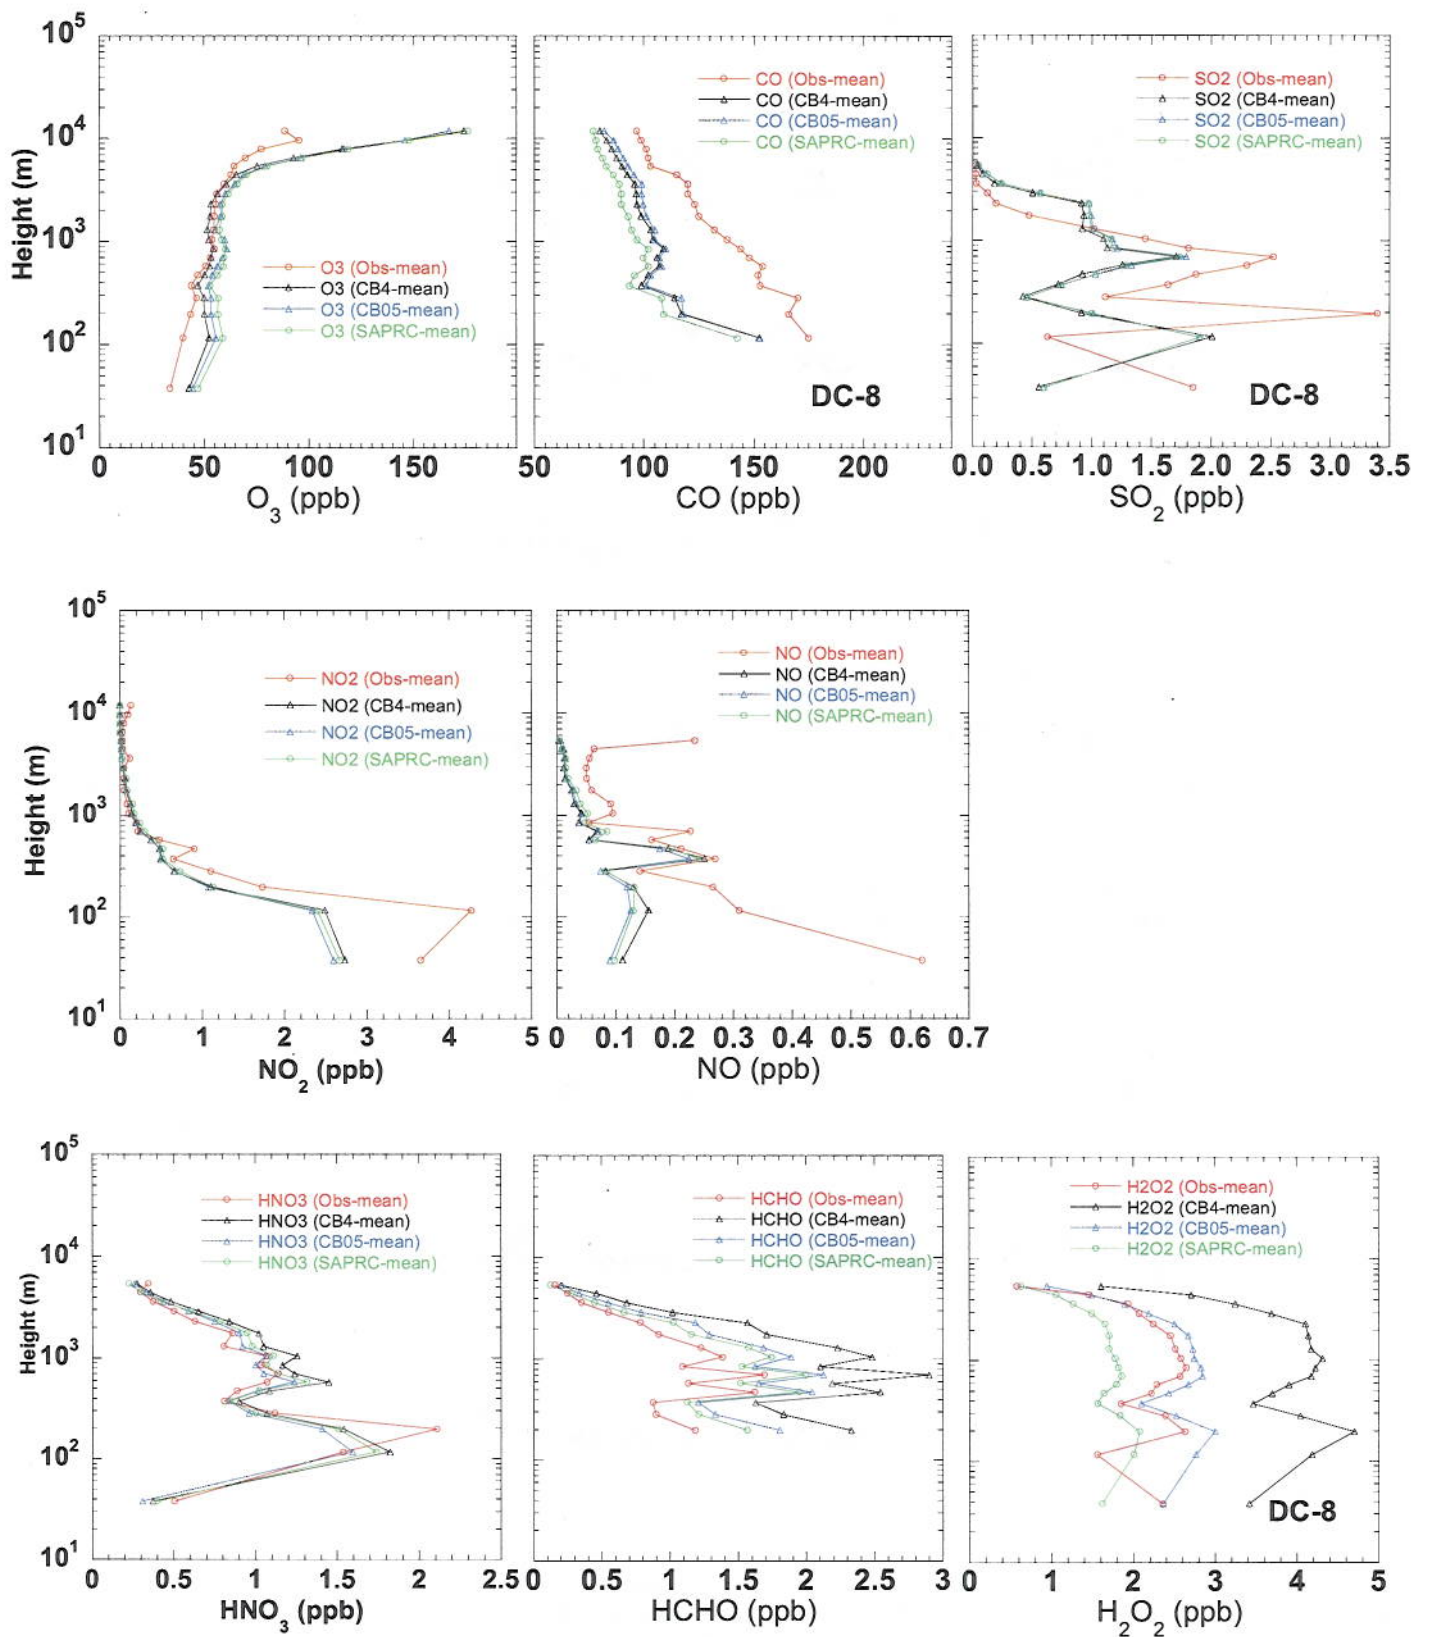 10^5
10^4
10^3
10^2
10^1
Height (m)
O3 (Obs-mean)
O3 (CB4-mean)
O3 (CB05-mean)
O3 (SAPRC-mean)
0 50 100 150
O_3 (ppb)
CO (Obs-mean)
CO (CB4-mean)
CO (CB05-mean)
CO (SAPRC-mean)
DC-8
50 100 150 200
CO (ppb)
SO2 (Obs-mean)
SO2 (CB4-mean)
SO2 (CB05-mean)
SO2 (SAPRC-mean)
DC-8
0.0 0.5 1.0 1.5 2.0 2.5 3.0 3.5
SO_2 (ppb)
10^5
10^4
10^3
10^2
10^1
Height (m)
NO2 (Obs-mean)
NO2 (CB4-mean)
NO2 (CB05-mean)
NO2 (SAPRC-mean)
0 1 2 3 4 5
NO_2 (ppb)
NO (Obs-mean)
NO (CB4-mean)
NO (CB05-mean)
NO (SAPRC-mean)
0 0.1 0.2 0.3 0.4 0.5 0.6 0.7
NO (ppb)
10^5
10^4
10^3
10^2
10^1
Height (m)
HNO3 (Obs-mean)
HNO3 (CB4-mean)
HNO3 (CB05-mean)
HNO3 (SAPRC-mean)
0 0.5 1 1.5 2 2.5
HNO_3 (ppb)
HCHO (Obs-mean)
HCHO (CB4-mean)
HCHO (CB05-mean)
HCHO (SAPRC-mean)
0 0.5 1 1.5 2 2.5 3
HCHO (ppb)
H2O2 (Obs-mean)
H2O2 (CB4-mean)
H2O2 (CB05-mean)
H2O2 (SAPRC-mean)
DC-8
0 1 2 3 4 5
H_2O_2 (ppb)